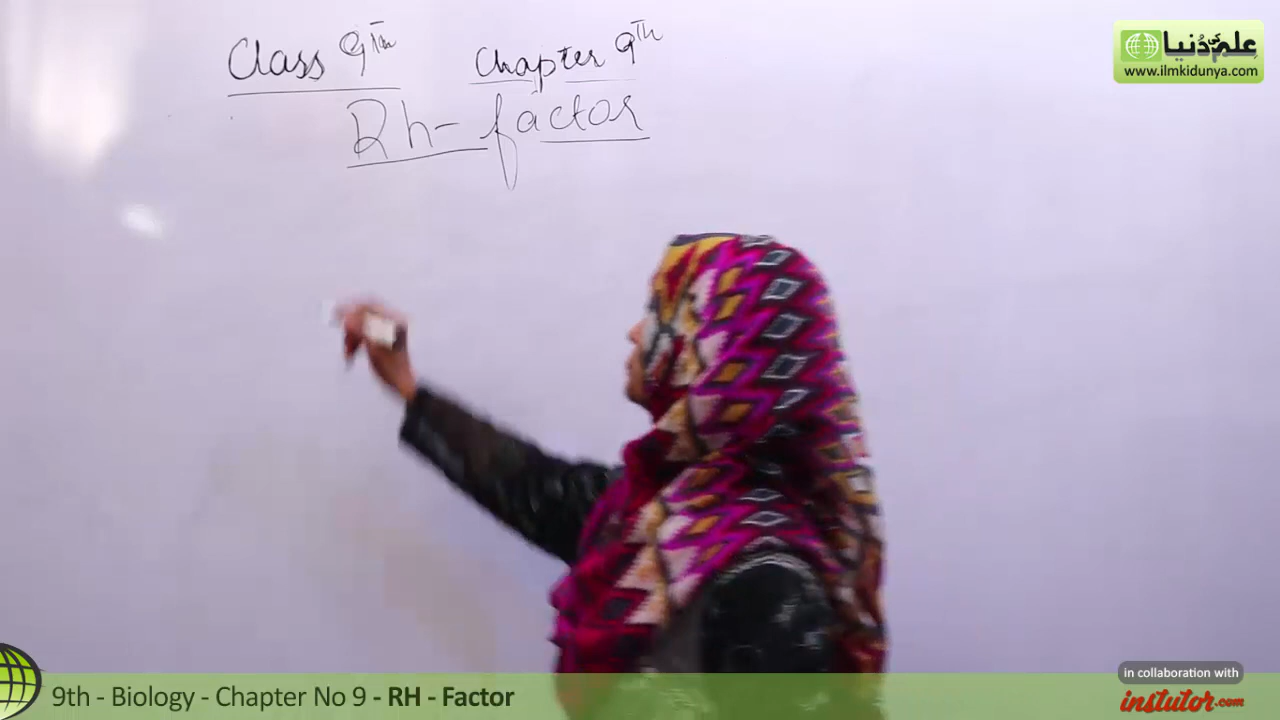 Class 9th Chapter 9th
Rh- factor
علم کی دُنیا
www.ilmkidunya.com
9th - Biology - Chapter No 9 - RH - Factor
in collaboration with
instutor.com